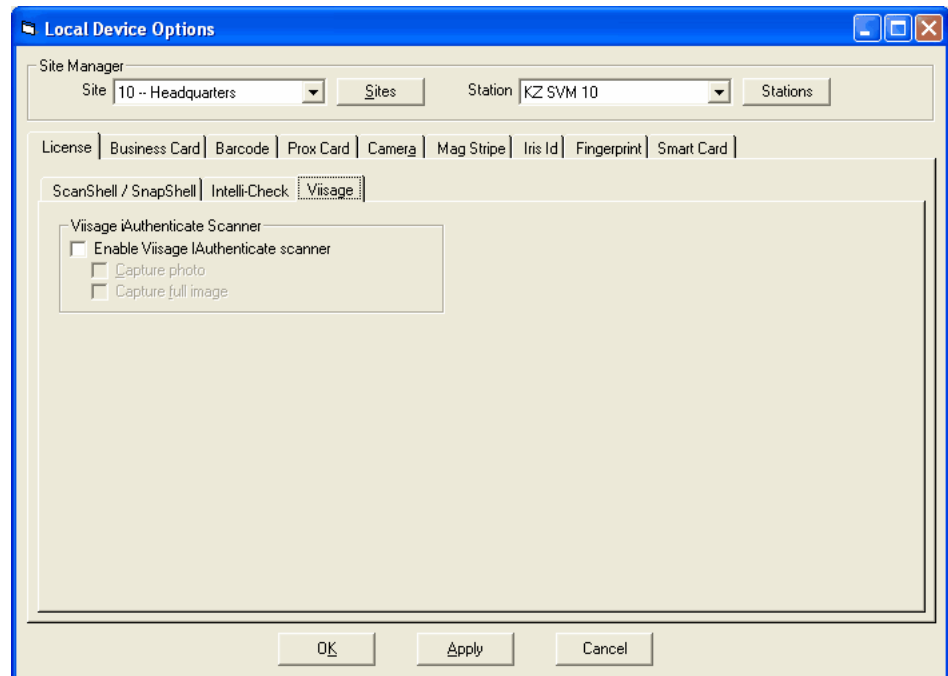 Local Device Options
Site Manager
Site 10 -- Headquarters Sites Station KZ SVM 10 Stations
License Business Card Barcode Prox Card Camera Mag Stripe Iris Id Fingerprint Smart Card
ScanShell / SnapShell Intelli-Check Viisage
Viisage iAuthenticate Scanner
Enable Viisage IAuthenticate scanner
Capture photo
Capture full image
OK Apply Cancel